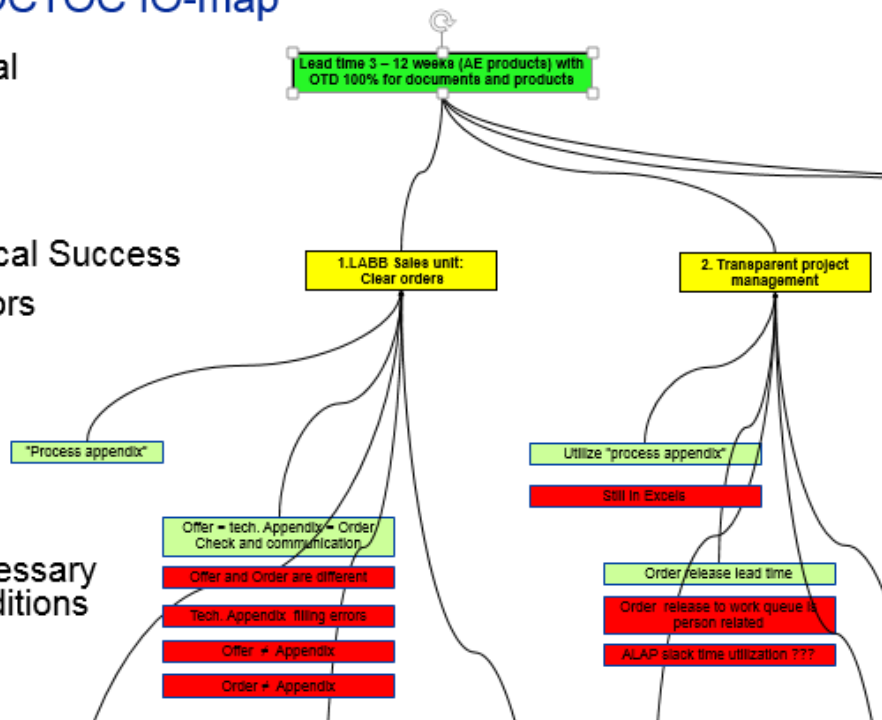 OCTOC IO-map
al
Lead time 3 – 12 weeks (AE products) with
OTD 100% for documents and products
cal Success
ors
1.LABB Sales unit:
Clear orders
2. Transparent project
management
"Process appendix"
Utilize "process appendix"
Still in Excels
Offer = tech. Appendix = Order
Check and communication
Offer and Order are different
Tech. Appendix filling errors
Offer ≠ Appendix
Order ≠ Appendix
essary
ditions
Order release lead time
Order release to work queue is
person related
ALAP slack time utilization ???